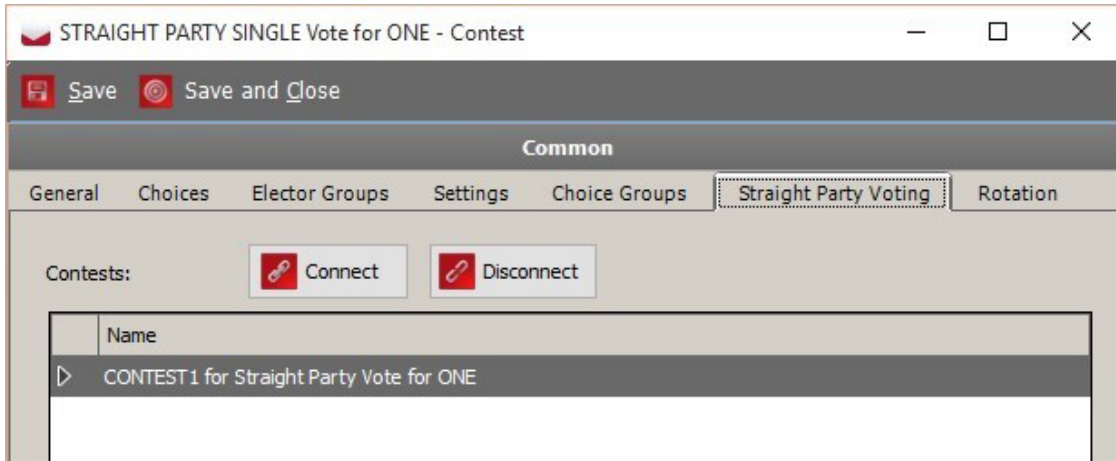 STRAIGHT PARTY SINGLE Vote for ONE - Contest
Save Save and Close
Common
General Choices Elector Groups Settings Choice Groups Straight Party Voting Rotation
Contests: Connect Disconnect
Name
CONTEST1 for Straight Party Vote for ONE